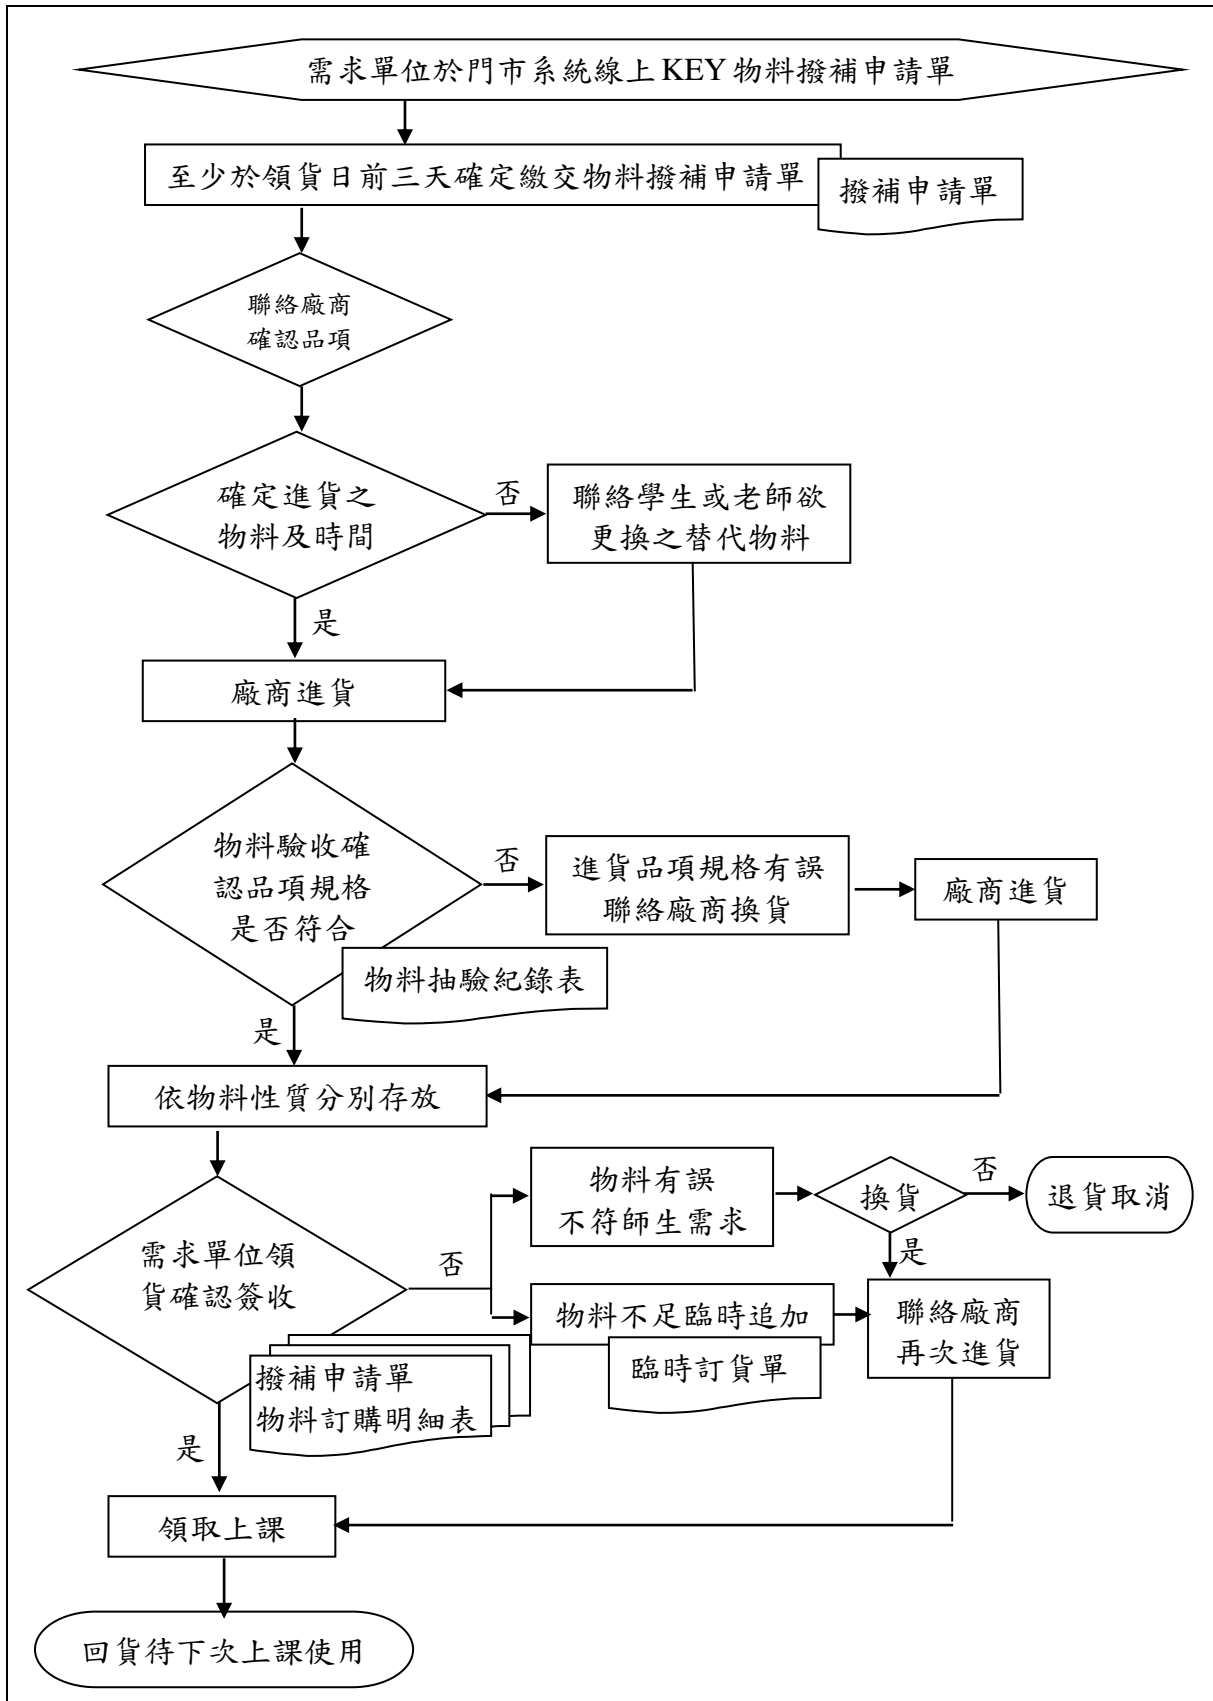 需求單位於門市系統線上 KEY 物料撥補申請單
至少於領貨日前三天確定繳交物料撥補申請單
撥補申請單
聯絡廠商
確認品項
確定進貨之
物料及時間
否
聯絡學生或老師欲
更換之替代物料
是
廠商進貨
物料驗收確
認品項規格
是否符合
否
進貨品項規格有誤
聯絡廠商換貨
廠商進貨
物料抽驗紀錄表
是
依物料性質分別存放
物料有誤
不符師生需求
換貨
否
退貨取消
需求單位領
貨確認簽收
否
是
物料不足臨時追加
聯絡廠商
再次進貨
臨時訂貨單
撥補申請單
物料訂購明細表
是
領取上課
回貨待下次上課使用